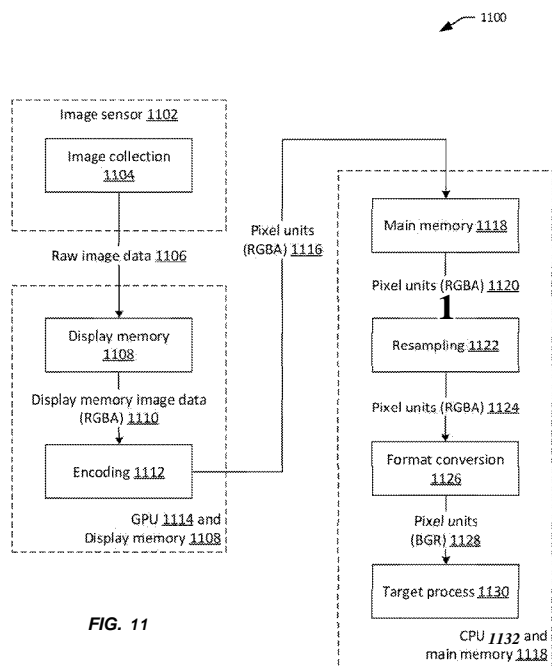 1100
Image sensor 1102
Image collection
1104
Raw image data 1106
Display memory
1108
Display memory image data
(RGBA) 1110
Encoding 1112
GPU 1114 and
Display memory 1108
Pixel units
(RGBA) 1116
Main memory 1118
Pixel units (RGBA) 1120
1
Resampling 1122
Pixel units (RGBA) 1124
Format conversion
1126
Pixel units
(BGR) 1128
Target process 1130
CPU 1132 and
main memory 1118
FIG. 11